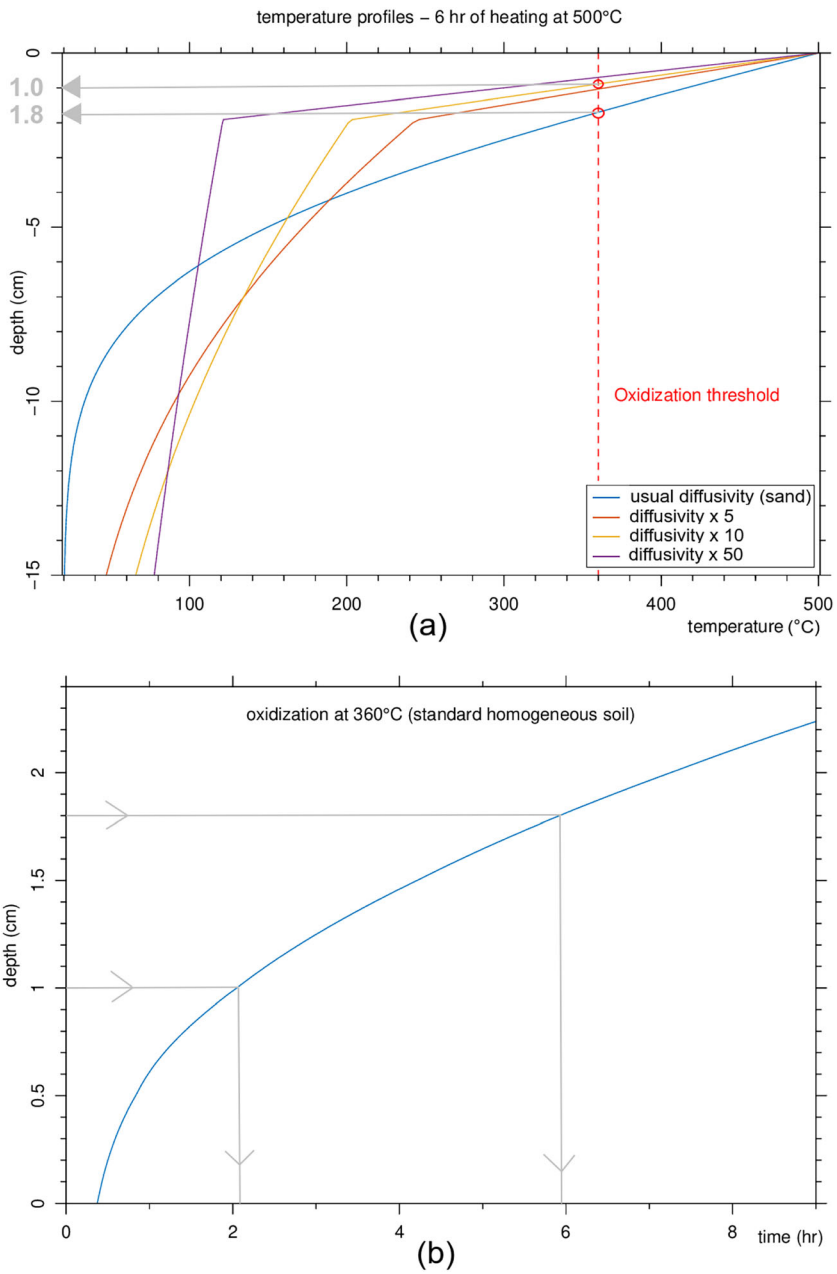 temperature profiles – 6 hr of heating at 500°C
0
1.0
1.8
−5
−10
−15
depth (cm)
Oxidization threshold
usual diffusivity (sand)
diffusivity x 5
diffusivity x 10
diffusivity x 50
100 200 300 400 500
temperature (°C)
(a)
oxidization at 360°C (standard homogeneous soil)
2
1.5
1
0.5
0
depth (cm)
0 2 4 6 8 time (hr)
(b)